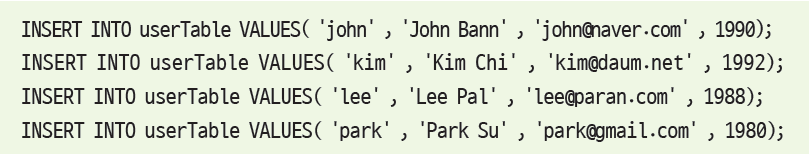 INSERT INTO userTable VALUES( 'john' , 'John Bann' , 'john@naver.com' , 1990);
INSERT INTO userTable VALUES( 'kim' , 'Kim Chi' , 'kim@daum.net' , 1992);
INSERT INTO userTable VALUES( 'lee' , 'Lee Pal' , 'lee@paran.com' , 1988);
INSERT INTO userTable VALUES( 'park' , 'Park Su' , 'park@gmail.com' , 1980);